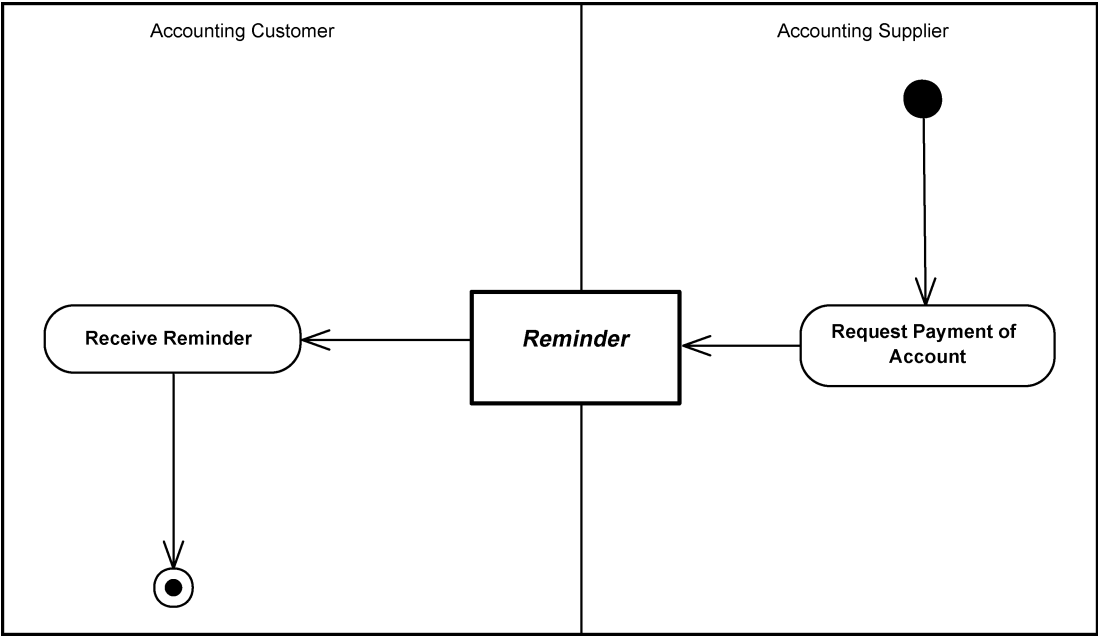 Accounting Customer
Accounting Supplier
Receive Reminder
Reminder
Request Payment of
Account